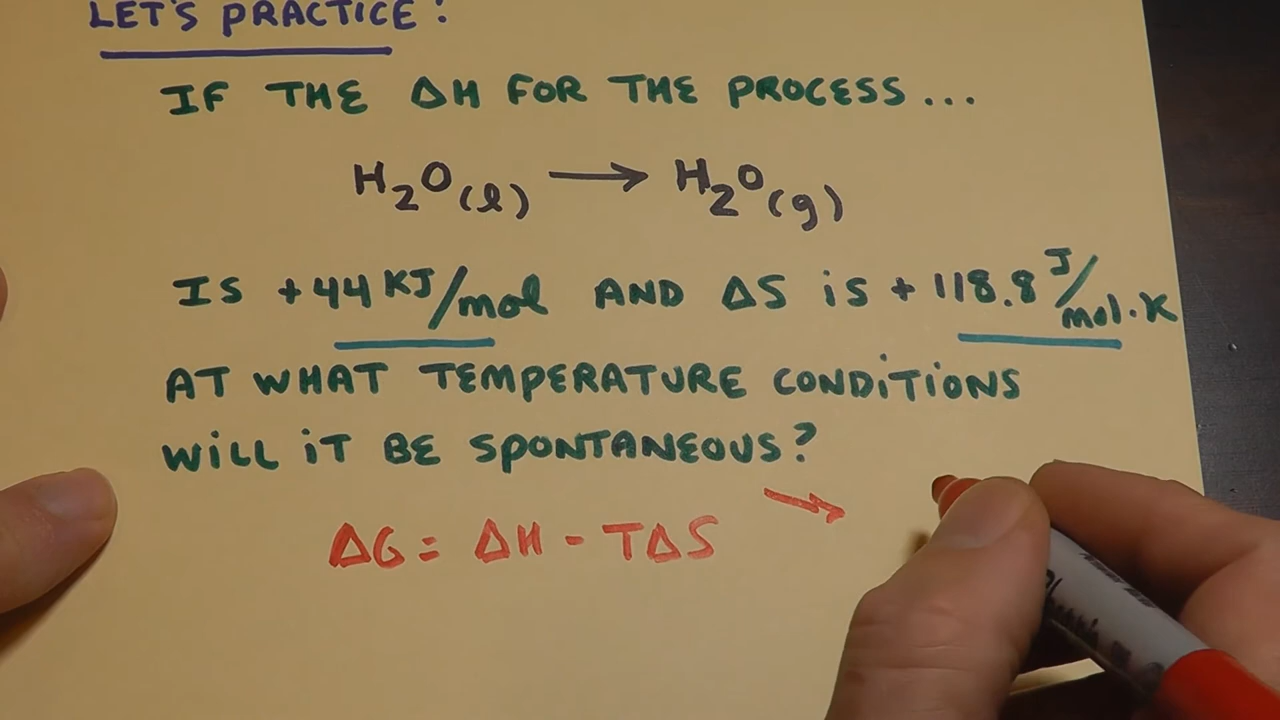 LET'S PRACTICE!
IF THE ΔH FOR THE PROCESS...
H₂O(l) → H₂O(g)
IS +44 KJ/mol AND ΔS is +118.8 J/mol·K
AT WHAT TEMPERATURE CONDITIONS
WILL iT BE SPONTANEOUS?
ΔG = ΔH - TΔS